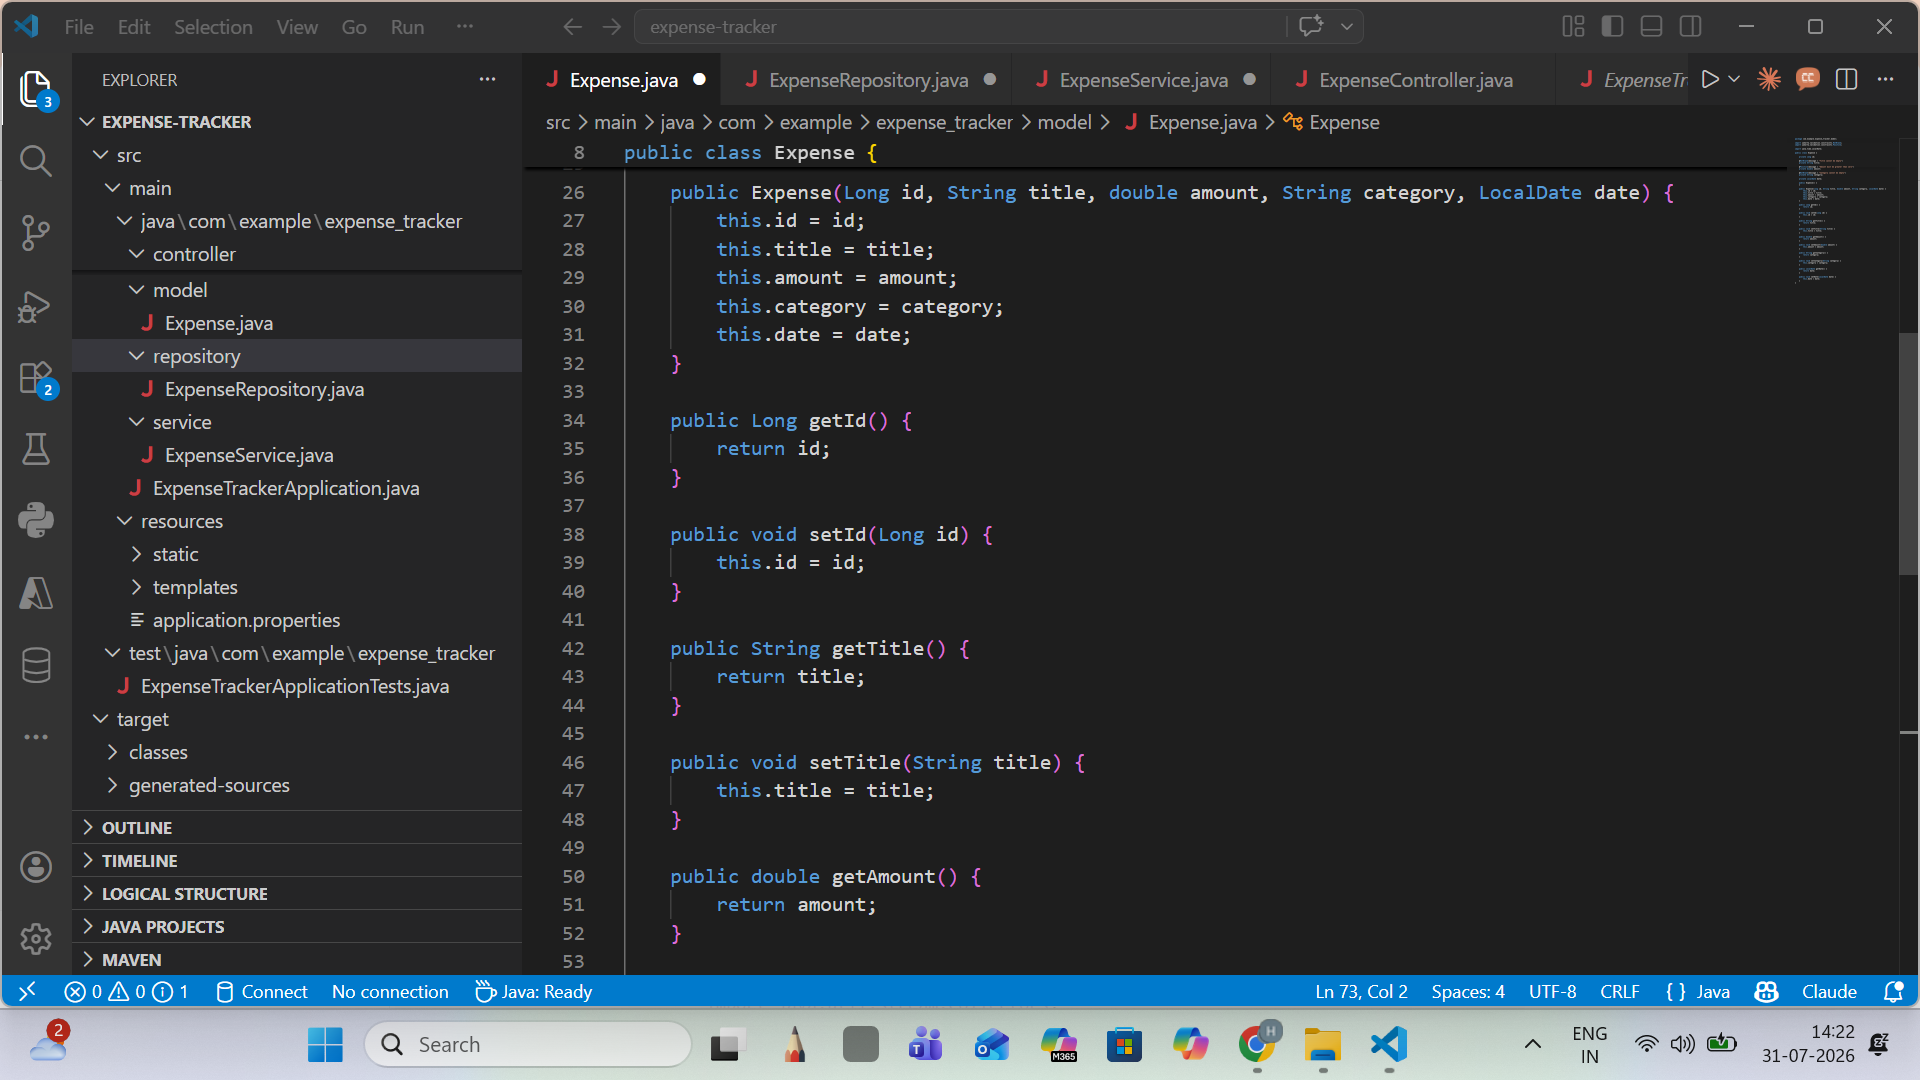 File Edit Selection View Go Run ··· expense-tracker
EXPLORER ···
3
EXPENSE-TRACKER
src
main
java\com\example\expense_tracker
controller
model
Expense.java
repository
ExpenseRepository.java
service
ExpenseService.java
ExpenseTrackerApplication.java
resources
static
templates
application.properties
test\java\com\example\expense_tracker
ExpenseTrackerApplicationTests.java
target
classes
generated-sources
OUTLINE
TIMELINE
LOGICAL STRUCTURE
JAVA PROJECTS
MAVEN
2
Expense.java ExpenseRepository.java ExpenseService.java ExpenseController.java ExpenseTr
CC
src > main > java > com > example > expense_tracker > model > Expense.java > Expense
8 public class Expense {
26 public Expense(Long id, String title, double amount, String category, LocalDate date) {
27 this.id = id;
28 this.title = title;
29 this.amount = amount;
30 this.category = category;
31 this.date = date;
32 }
33
34 public Long getId() {
35 return id;
36 }
37
38 public void setId(Long id) {
39 this.id = id;
40 }
41
42 public String getTitle() {
43 return title;
44 }
45
46 public void setTitle(String title) {
47 this.title = title;
48 }
49
50 public double getAmount() {
51 return amount;
52 }
53
0 0 1 Connect No connection Java: Ready Ln 73, Col 2 Spaces: 4 UTF-8 CRLF { } Java Claude
2 Search M365 H ENG 14:22
IN 31-07-2026